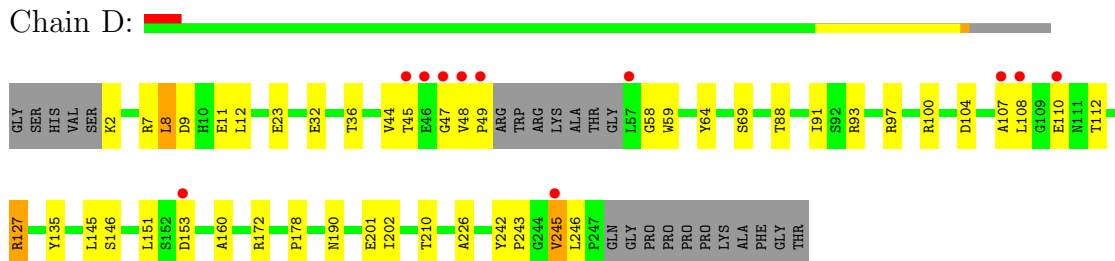 Chain D:
GLY SER HIS VAL SER K2 R7 L8 D9 H10 E11 L12 E23 E32 T36 V44 T45 E46 G47 V48 P49 ARG TRP ARG LYS ALA THR GLY L57 G58 W59 Y64 S69 T88 I91 S92 R93 R97 R100 D104 A107 L108 G109 E110 N111 T112
R127 Y135 L145 S146 L151 S152 D153 A160 R172 P178 N190 E201 I202 T210 A226 Y242 P243 G244 V245 L246 P247 GLN GLY PRO PRO PRO PRO LYS ALA PHE GLY THR